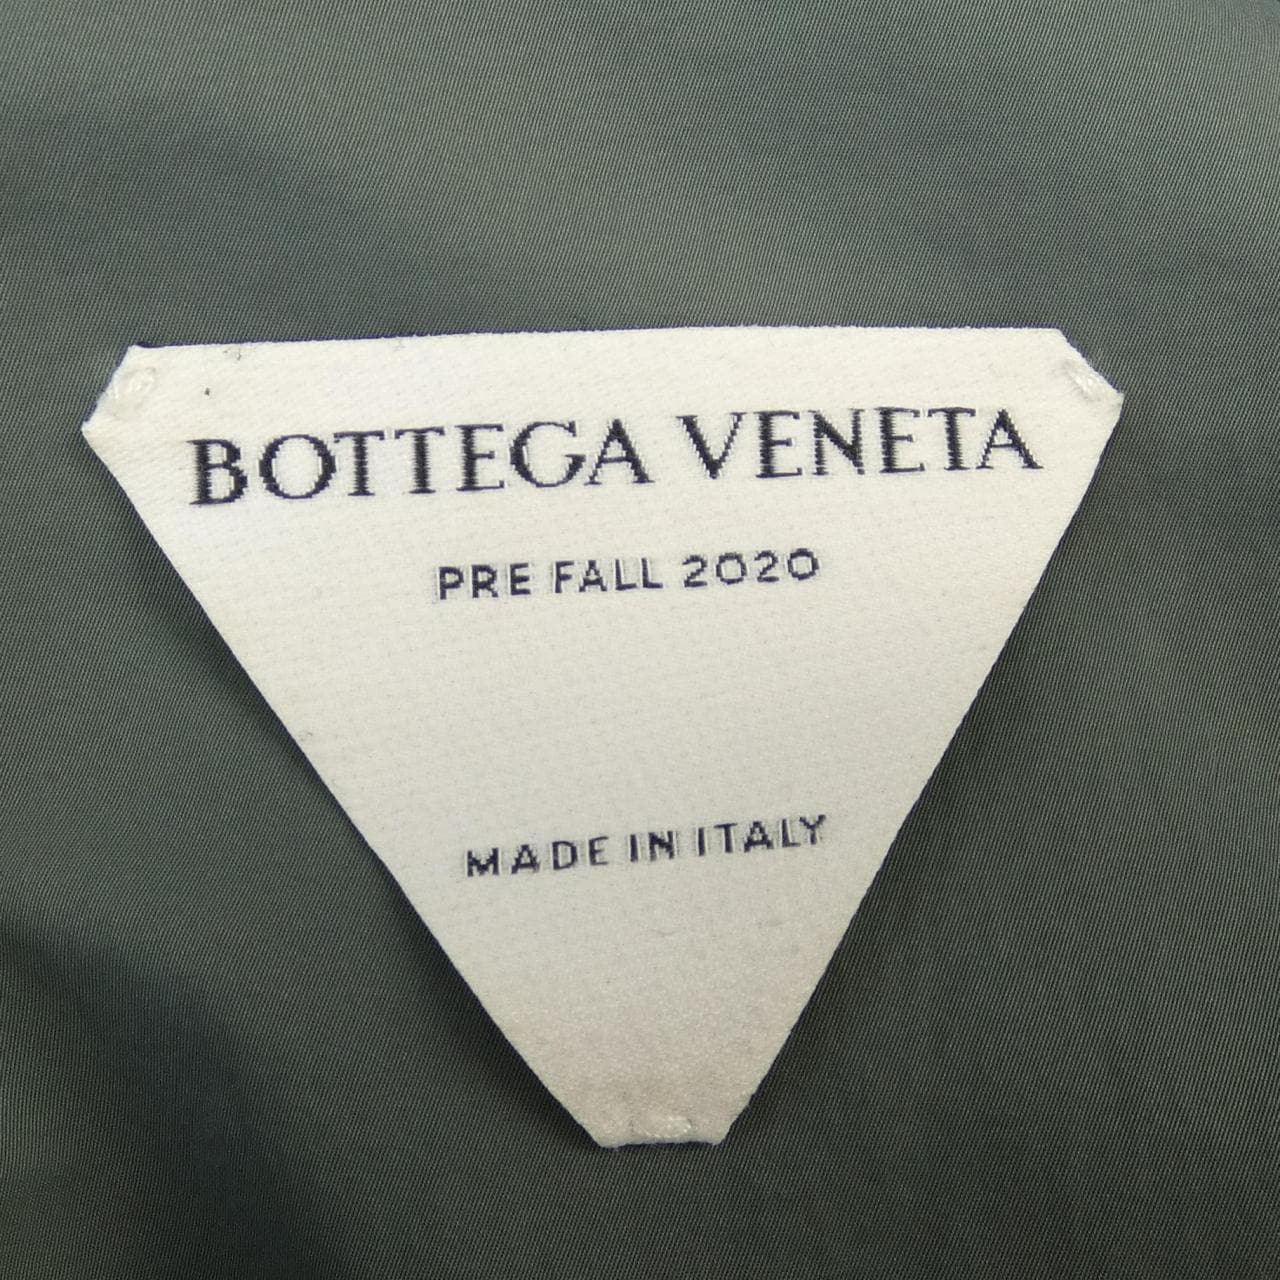 BOTTEGA VENETA
PRE FALL 2020
MADE IN ITALY